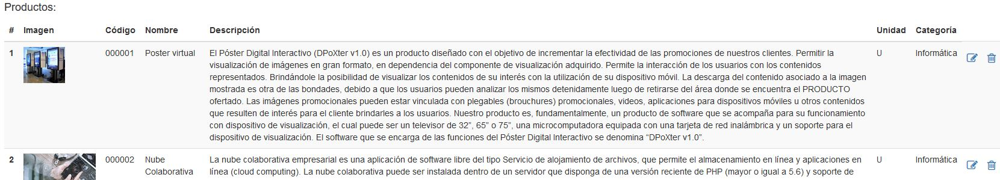 Productos:
# Imagen Código Nombre Descripción Unidad Categoría
1 000001 Poster virtual El Póster Digital Interactivo (DPoXter v1.0) es un producto diseñado con el objetivo de incrementar la efectividad de las promociones de nuestros clientes. Permitir la U Informática
visualización de imágenes en gran formato, en dependencia del componente de visualización adquirido. Permite la interacción de los usuarios con los contenidos
representados. Brindándole la posibilidad de visualizar los contenidos de su interés con la utilización de su dispositivo móvil. La descarga del contenido asociado a la imagen
mostrada es otra de las bondades, debido a que los usuarios pueden analizar los mismos detenidamente luego de retirarse del área donde se encuentra el PRODUCTO
ofertado. Las imágenes promocionales pueden estar vinculada con plegables (brouchures) promocionales, videos, aplicaciones para dispositivos móviles u otros contenidos
que resulten de interés para el cliente brindarles a los usuarios. Nuestro producto es, fundamentalmente, un producto de software que se acompaña para su funcionamiento
con dispositivo de visualización, el cual puede ser un televisor de 32”, 65” o 75”, una microcomputadora equipada con una tarjeta de red inalámbrica y un soporte para el
dispositivo de visualización. El software que se encarga de las funciones del Póster Digital Interactivo se denomina “DPoXter v1.0”.
2 000002 Nube La nube colaborativa empresarial es una aplicación de software libre del tipo Servicio de alojamiento de archivos, que permite el almacenamiento en línea y aplicaciones en U Informática
Colaborativa línea (cloud computing). La nube colaborativa puede ser instalada dentro de un servidor que disponga de una versión reciente de PHP (mayor o igual a 5.6) y soporte de